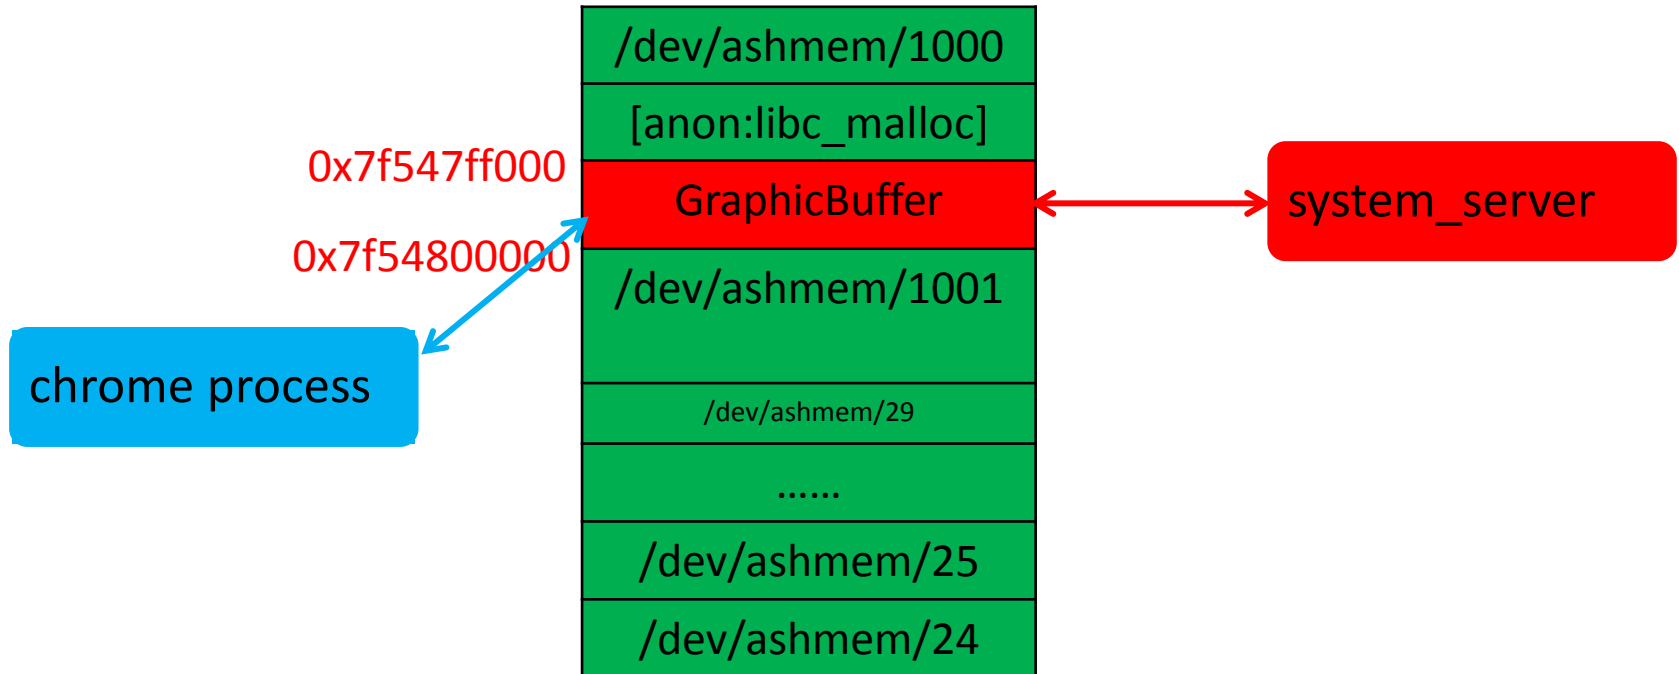 /dev/ashmem/1000
[anon:libc_malloc]
0x7f547ff000
GraphicBuffer
system_server
0x7f54800000
/dev/ashmem/1001
chrome process
/dev/ashmem/29
......
/dev/ashmem/25
/dev/ashmem/24